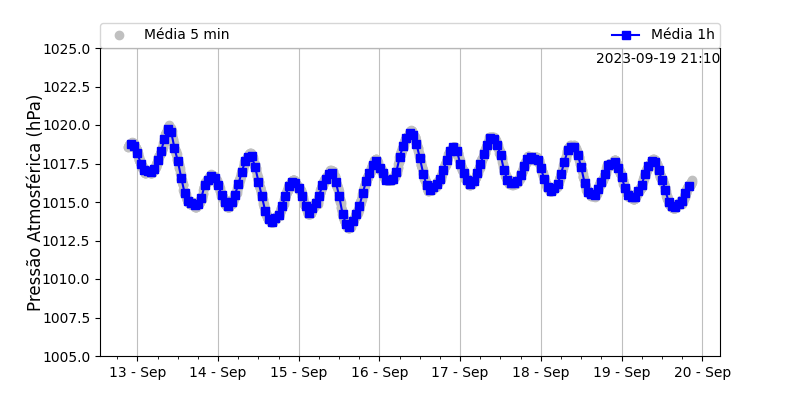 Média 5 min
Média 1h
2023-09-19 21:10
Pressão Atmosférica (hPa)
1025.0
1022.5
1020.0
1017.5
1015.0
1012.5
1010.0
1007.5
1005.0
13 - Sep
14 - Sep
15 - Sep
16 - Sep
17 - Sep
18 - Sep
19 - Sep
20 - Sep